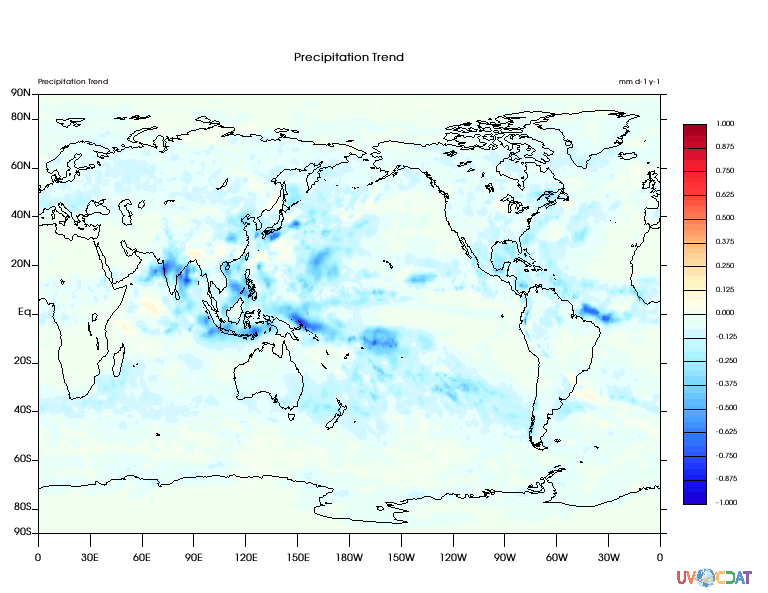 Precipitation Trend
Precipitation Trend mm d-1 y-1
90N
80N
60N
40N
20N
Eq
20S
40S
60S
80S
90S
0 30E 60E 90E 120E 150E 180W 150W 120W 90W 60W 30W 0
1.000
0.875
0.750
0.625
0.500
0.375
0.250
0.125
0.000
-0.125
-0.250
-0.375
-0.500
-0.625
-0.750
-0.875
-1.000
UV CDAT